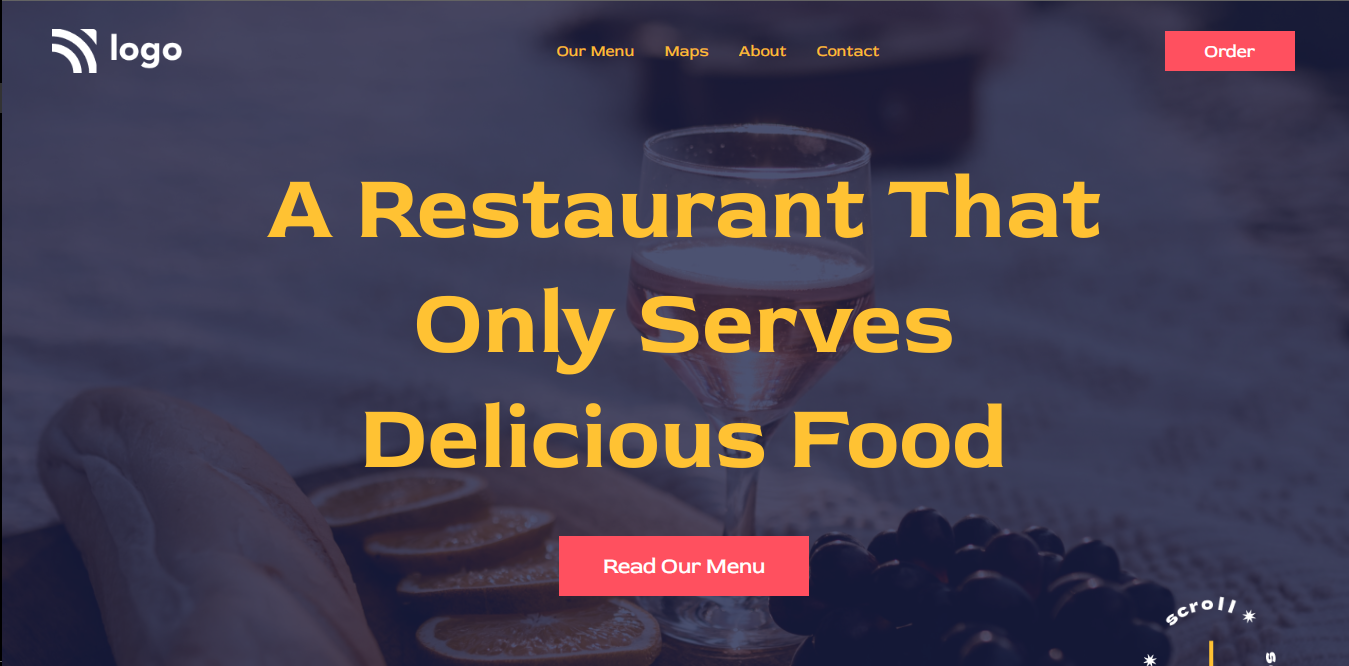 logo
Our Menu Maps About Contact
Order
A Restaurant That
Only Serves
Delicious Food
Read Our Menu
scroll